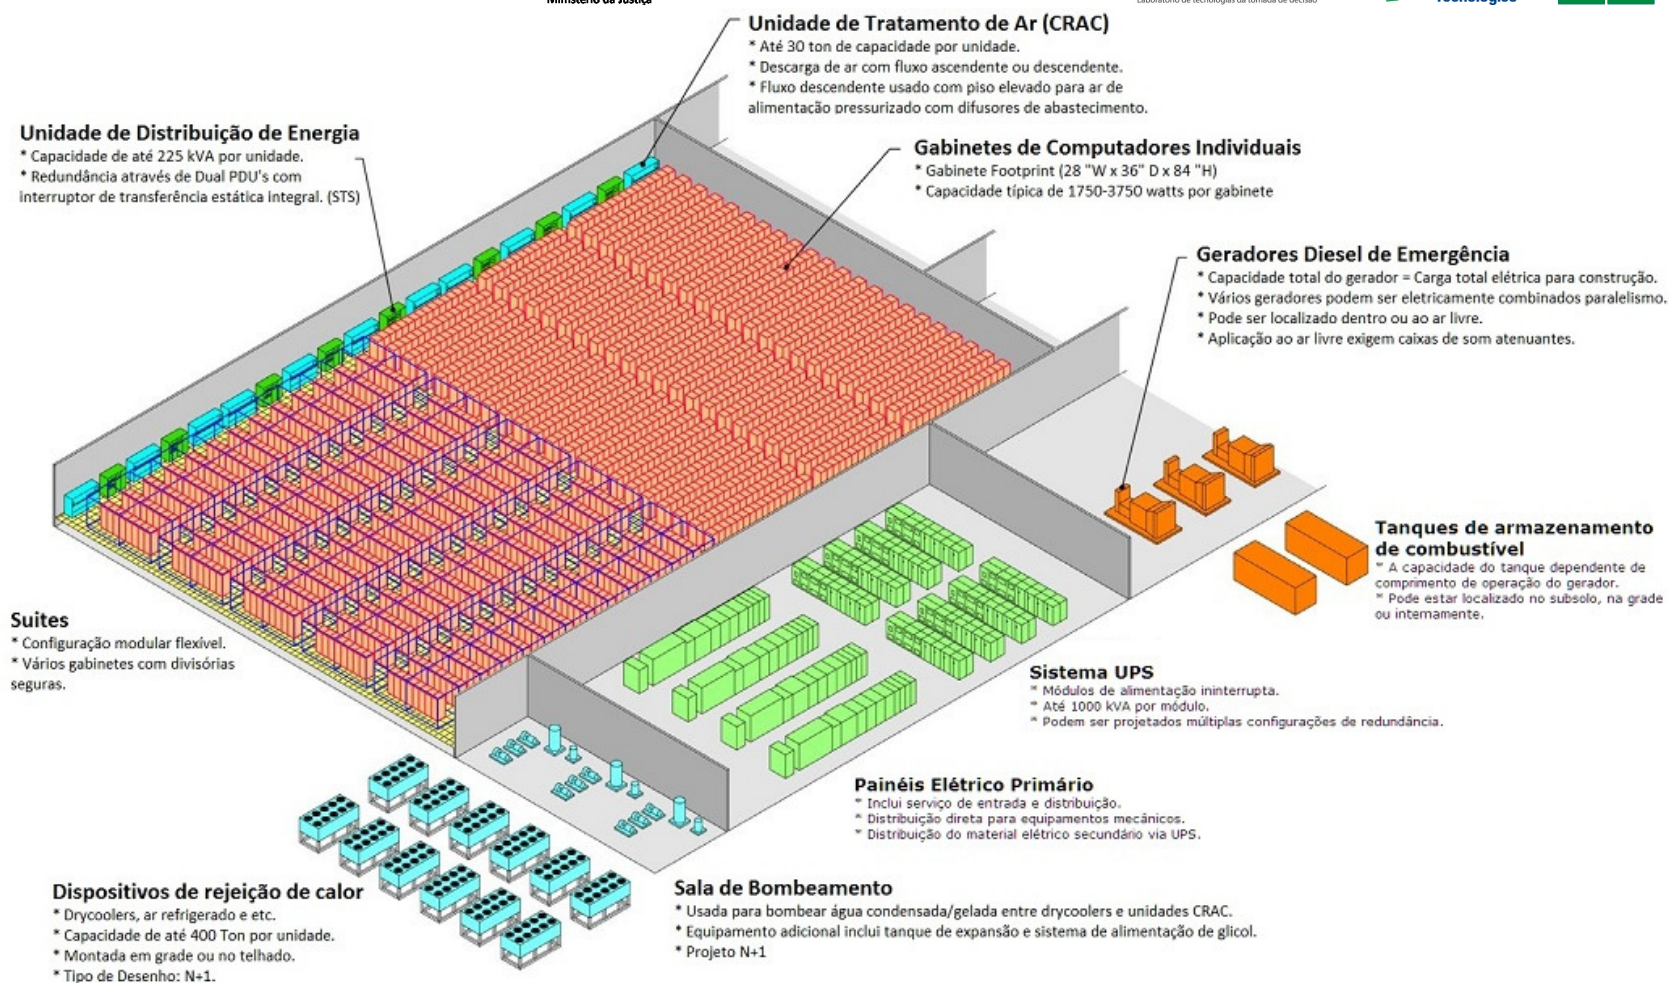 Ministério da Justiça
Laboratório de tecnologias da tomada de decisão
Tecnologias
Unidade de Tratamento de Ar (CRAC)
* Até 30 ton de capacidade por unidade.
* Descarga de ar com fluxo ascendente ou descendente.
* Fluxo descendente usado com piso elevado para ar de
alimentação pressurizado com difusores de abastecimento.
Unidade de Distribuição de Energia
* Capacidade de até 225 kVA por unidade.
* Redundância através de Dual PDU's com
interruptor de transferência estática integral. (STS)
Gabinetes de Computadores Individuais
* Gabinete Footprint (28 "W x 36" D x 84 "H)
* Capacidade típica de 1750-3750 watts por gabinete
Geradores Diesel de Emergência
* Capacidade total do gerador = Carga total elétrica para construção.
* Vários geradores podem ser eletricamente combinados paralelismo.
* Pode ser localizado dentro ou ao ar livre.
* Aplicação ao ar livre exigem caixas de som atenuantes.
Tanques de armazenamento
de combustível
* A capacidade do tanque dependente de
comprimento de operação do gerador.
* Pode estar localizado no subsolo, na grade
ou internamente.
Suites
* Configuração modular flexível.
* Vários gabinetes com divisórias
seguras.
Sistema UPS
* Módulos de alimentação ininterrupta.
* Até 1000 kVA por módulo.
* Podem ser projetados múltiplas configurações de redundância.
Painéis Elétrico Primário
* Inclui serviço de entrada e distribuição.
* Distribuição direta para equipamentos mecânicos.
* Distribuição do material elétrico secundário via UPS.
Dispositivos de rejeição de calor
* Drycoolers, ar refrigerado e etc.
* Capacidade de até 400 Ton por unidade.
* Montada em grade ou no telhado.
* Tipo de Desenho: N+1.
Sala de Bombeamento
* Usada para bombear água condensada/gelada entre drycoolers e unidades CRAC.
* Equipamento adicional inclui tanque de expansão e sistema de alimentação de glicol.
* Projeto N+1